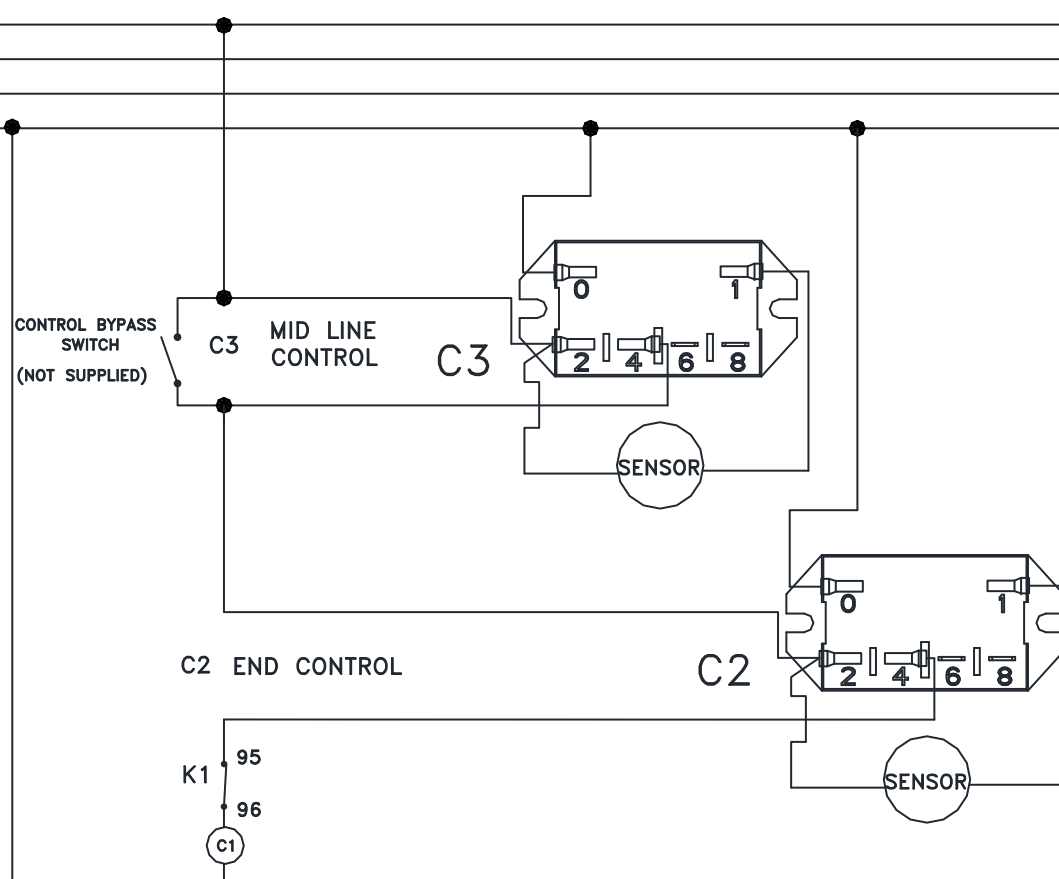 0
1
CONTROL BYPASS
SWITCH
(NOT SUPPLIED)
C3
MID LINE
CONTROL
C3
2
4
6
8
SENSOR
0
1
C2
END CONTROL
C2
2
4
6
8
K1
95
96
SENSOR
C1